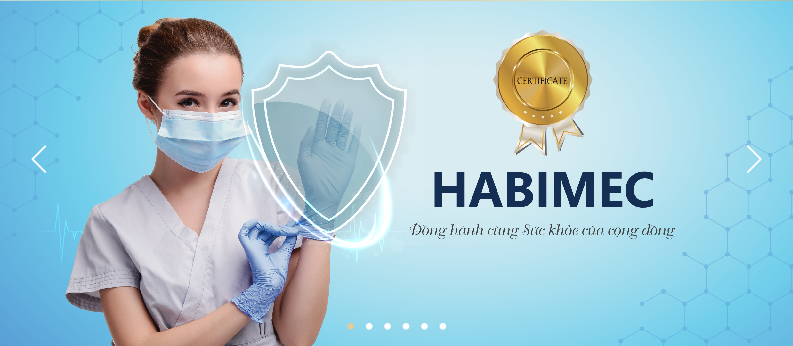 CERTIFICATE
HABIMEC
Đồng hành cùng Sức khỏe của cộng đồng